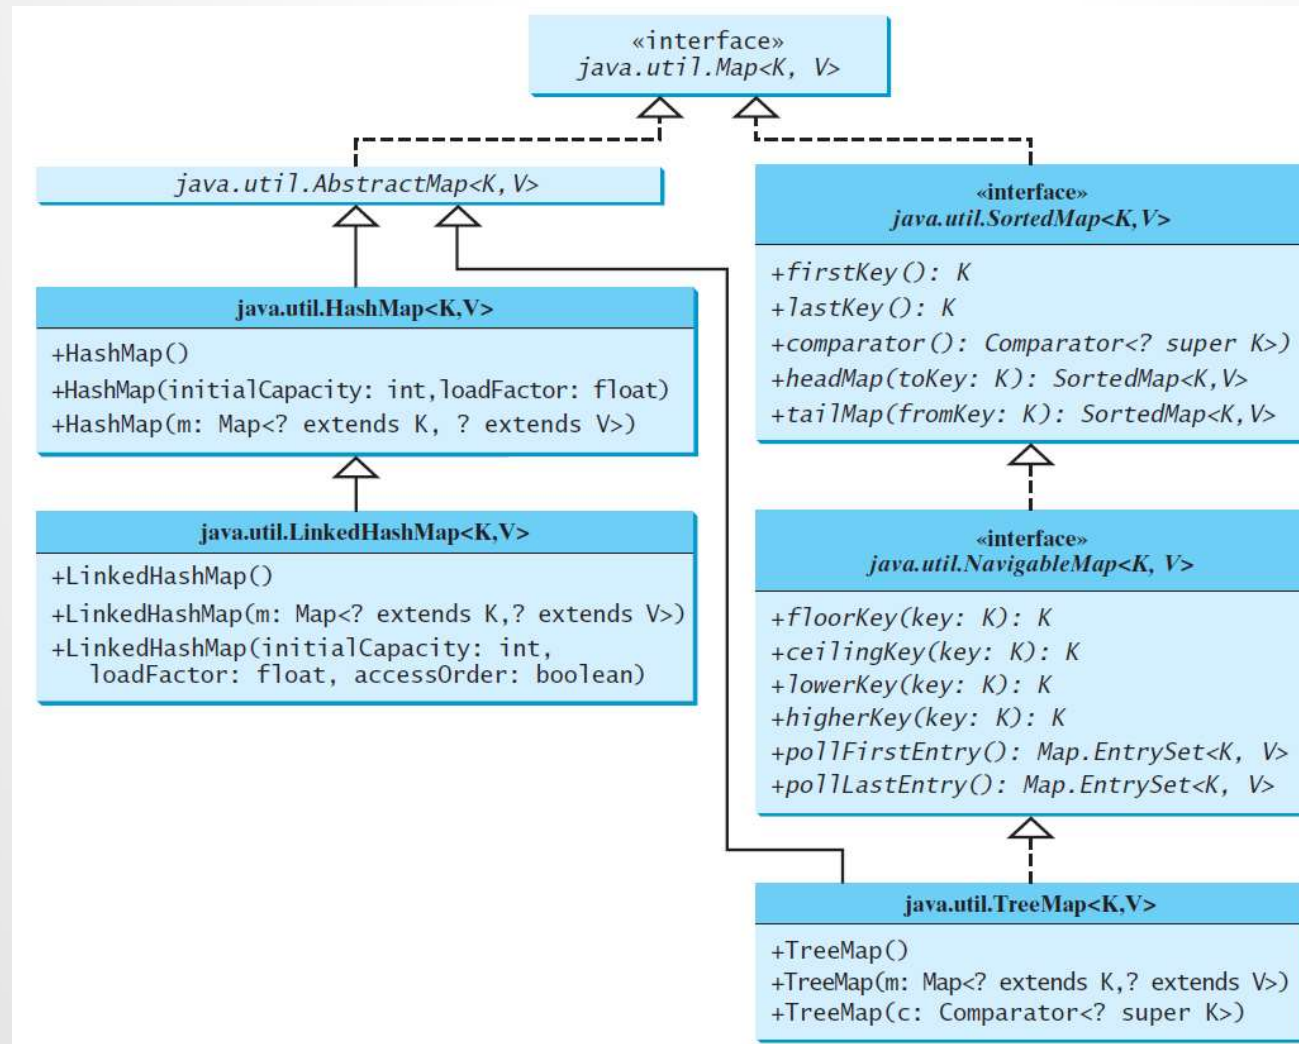 «interface»
java.util.Map<K, V>
java.util.AbstractMap<K,V>
java.util.HashMap<K,V>
+HashMap()
+HashMap(initialCapacity: int,loadFactor: float)
+HashMap(m: Map<? extends K, ? extends V>)
java.util.LinkedHashMap<K,V>
+LinkedHashMap()
+LinkedHashMap(m: Map<? extends K,? extends V>)
+LinkedHashMap(initialCapacity: int,
loadFactor: float, accessOrder: boolean)
«interface»
java.util.SortedMap<K,V>
+firstKey(): K
+lastKey(): K
+comparator(): Comparator<? super K>)
+headMap(toKey: K): SortedMap<K,V>
+tailMap(fromKey: K): SortedMap<K,V>
«interface»
java.util.NavigableMap<K, V>
+floorKey(key: K): K
+ceilingKey(key: K): K
+lowerKey(key: K): K
+higherKey(key: K): K
+pollFirstEntry(): Map.EntrySet<K, V>
+pollLastEntry(): Map.EntrySet<K, V>
java.util.TreeMap<K,V>
+TreeMap()
+TreeMap(m: Map<? extends K,? extends V>)
+TreeMap(c: Comparator<? super K>)